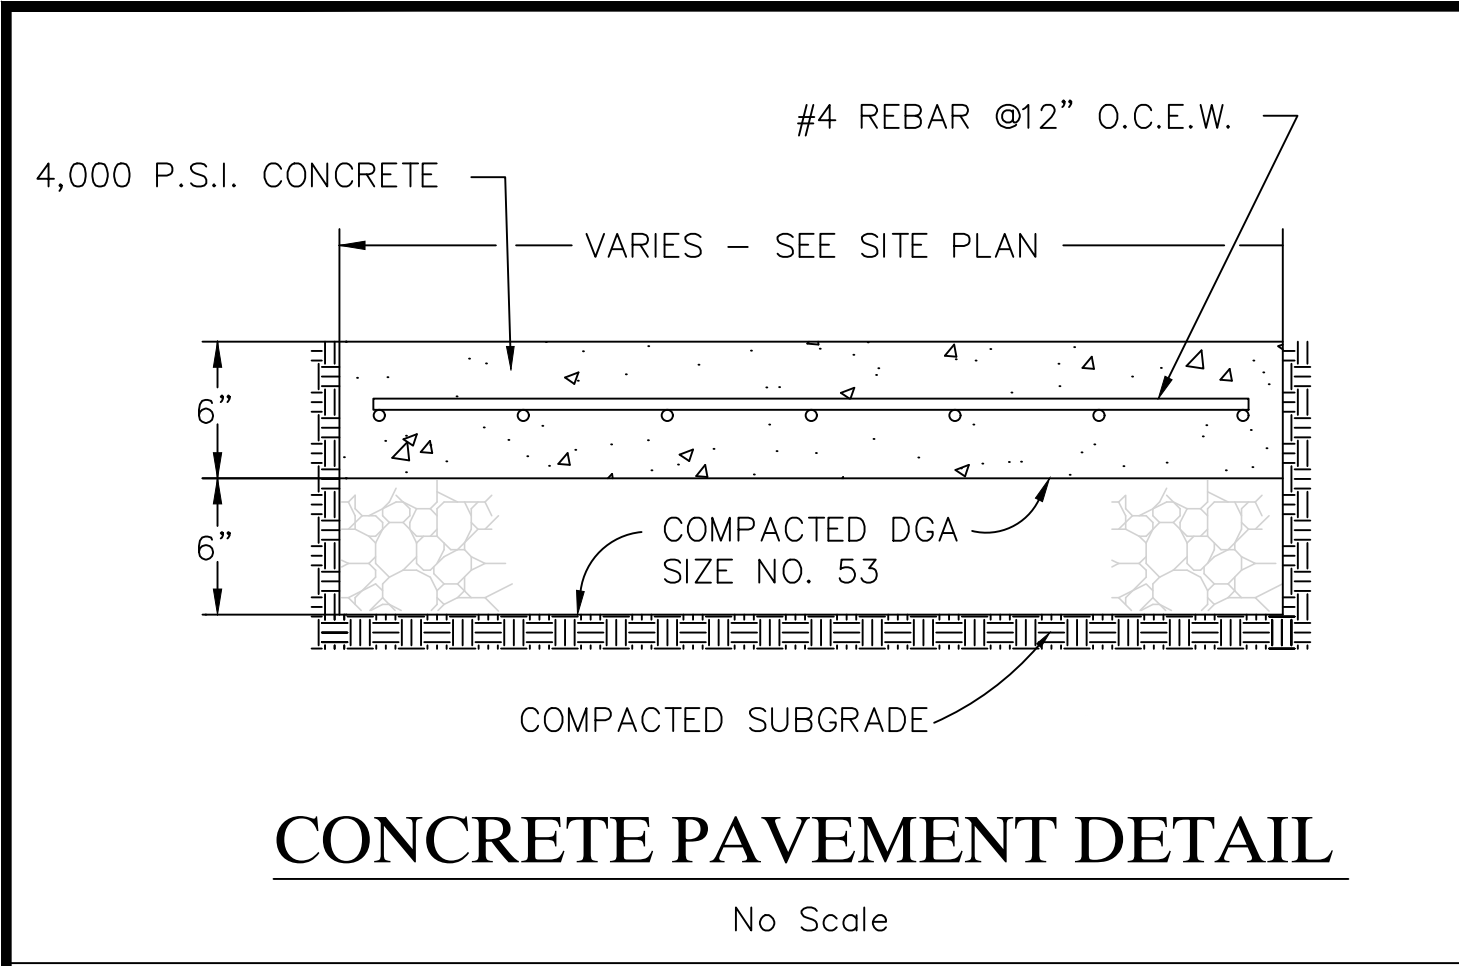 #4 REBAR @12” O.C.E.W.
4,000 P.S.I. CONCRETE
VARIES – SEE SITE PLAN
6”
6”
COMPACTED DGA
SIZE NO. 53
COMPACTED SUBGRADE
CONCRETE PAVEMENT DETAIL
No Scale